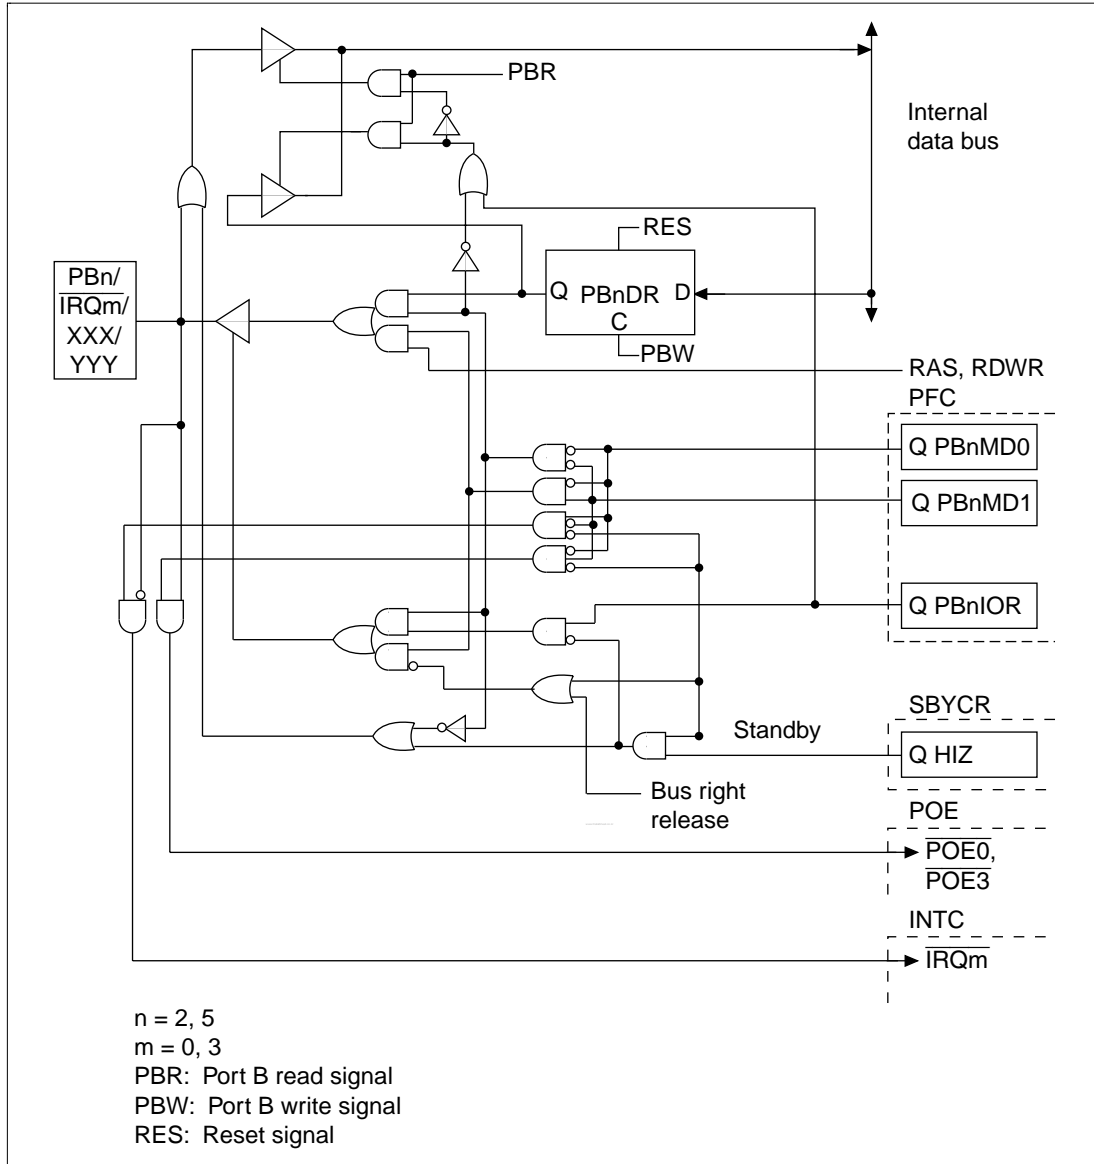 PBR
Internal
data bus
RES
PBn/
IRQm/
XXX/
YYY
Q PBnDR D
C
PBW
RAS, RDWR
PFC
Q PBnMD0
Q PBnMD1
Q PBnIOR
SBYCR
Standby
Q HIZ
Bus right
release
POE
POE0,
POE3
INTC
IRQm
n = 2, 5
m = 0, 3
PBR: Port B read signal
PBW: Port B write signal
RES: Reset signal